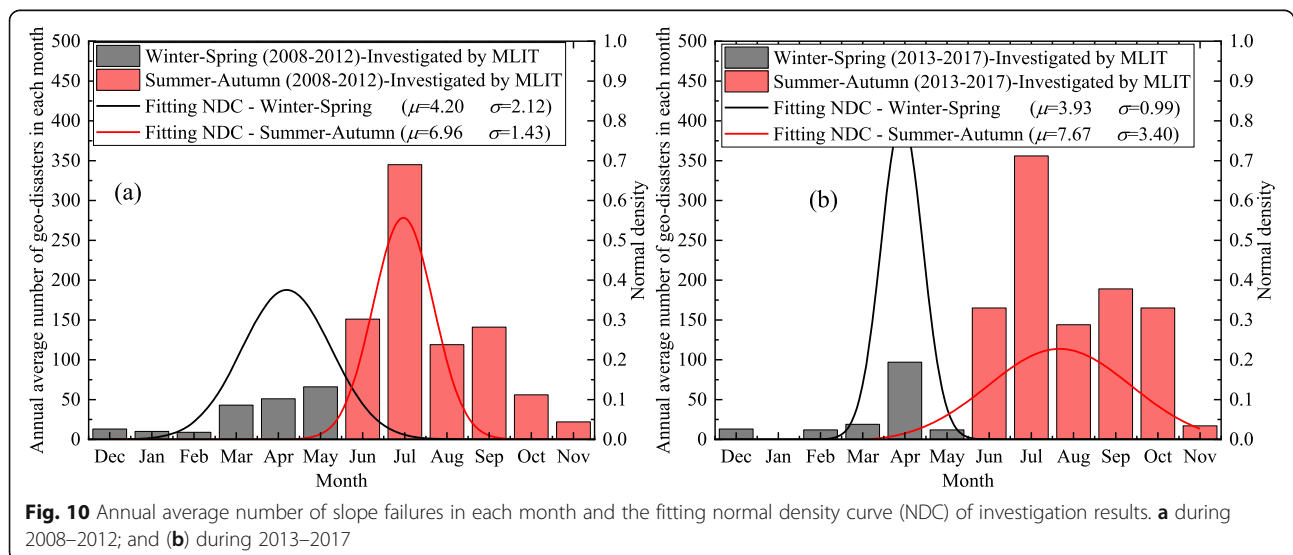 500
450
400
350
300
250
200
150
100
50
0
Annual average number of geo-disasters in each month
Winter-Spring (2008-2012)-Investigated by MLIT
Summer-Autumn (2008-2012)-Investigated by MLIT
Fitting NDC - Winter-Spring (μ=4.20 σ=2.12)
Fitting NDC - Summer-Autumn (μ=6.96 σ=1.43)
(a)
1.0
0.9
0.8
0.7
0.6
0.5
0.4
0.3
0.2
0.1
0.0
Normal density
Dec Jan Feb Mar Apr May Jun Jul Aug Sep Oct Nov
Month
500
450
400
350
300
250
200
150
100
50
0
Annual average number of geo-disasters in each month
Winter-Spring (2013-2017)-Investigated by MLIT
Summer-Autumn (2013-2017)-Investigated by MLIT
Fitting NDC - Winter-Spring (μ=3.93 σ=0.99)
Fitting NDC - Summer-Autumn (μ=7.67 σ=3.40)
(b)
1.0
0.9
0.8
0.7
0.6
0.5
0.4
0.3
0.2
0.1
0.0
Normal density
Dec Jan Feb Mar Apr May Jun Jul Aug Sep Oct Nov
Month
Fig. 10 Annual average number of slope failures in each month and the fitting normal density curve (NDC) of investigation results. a during
2008–2012; and (b) during 2013–2017